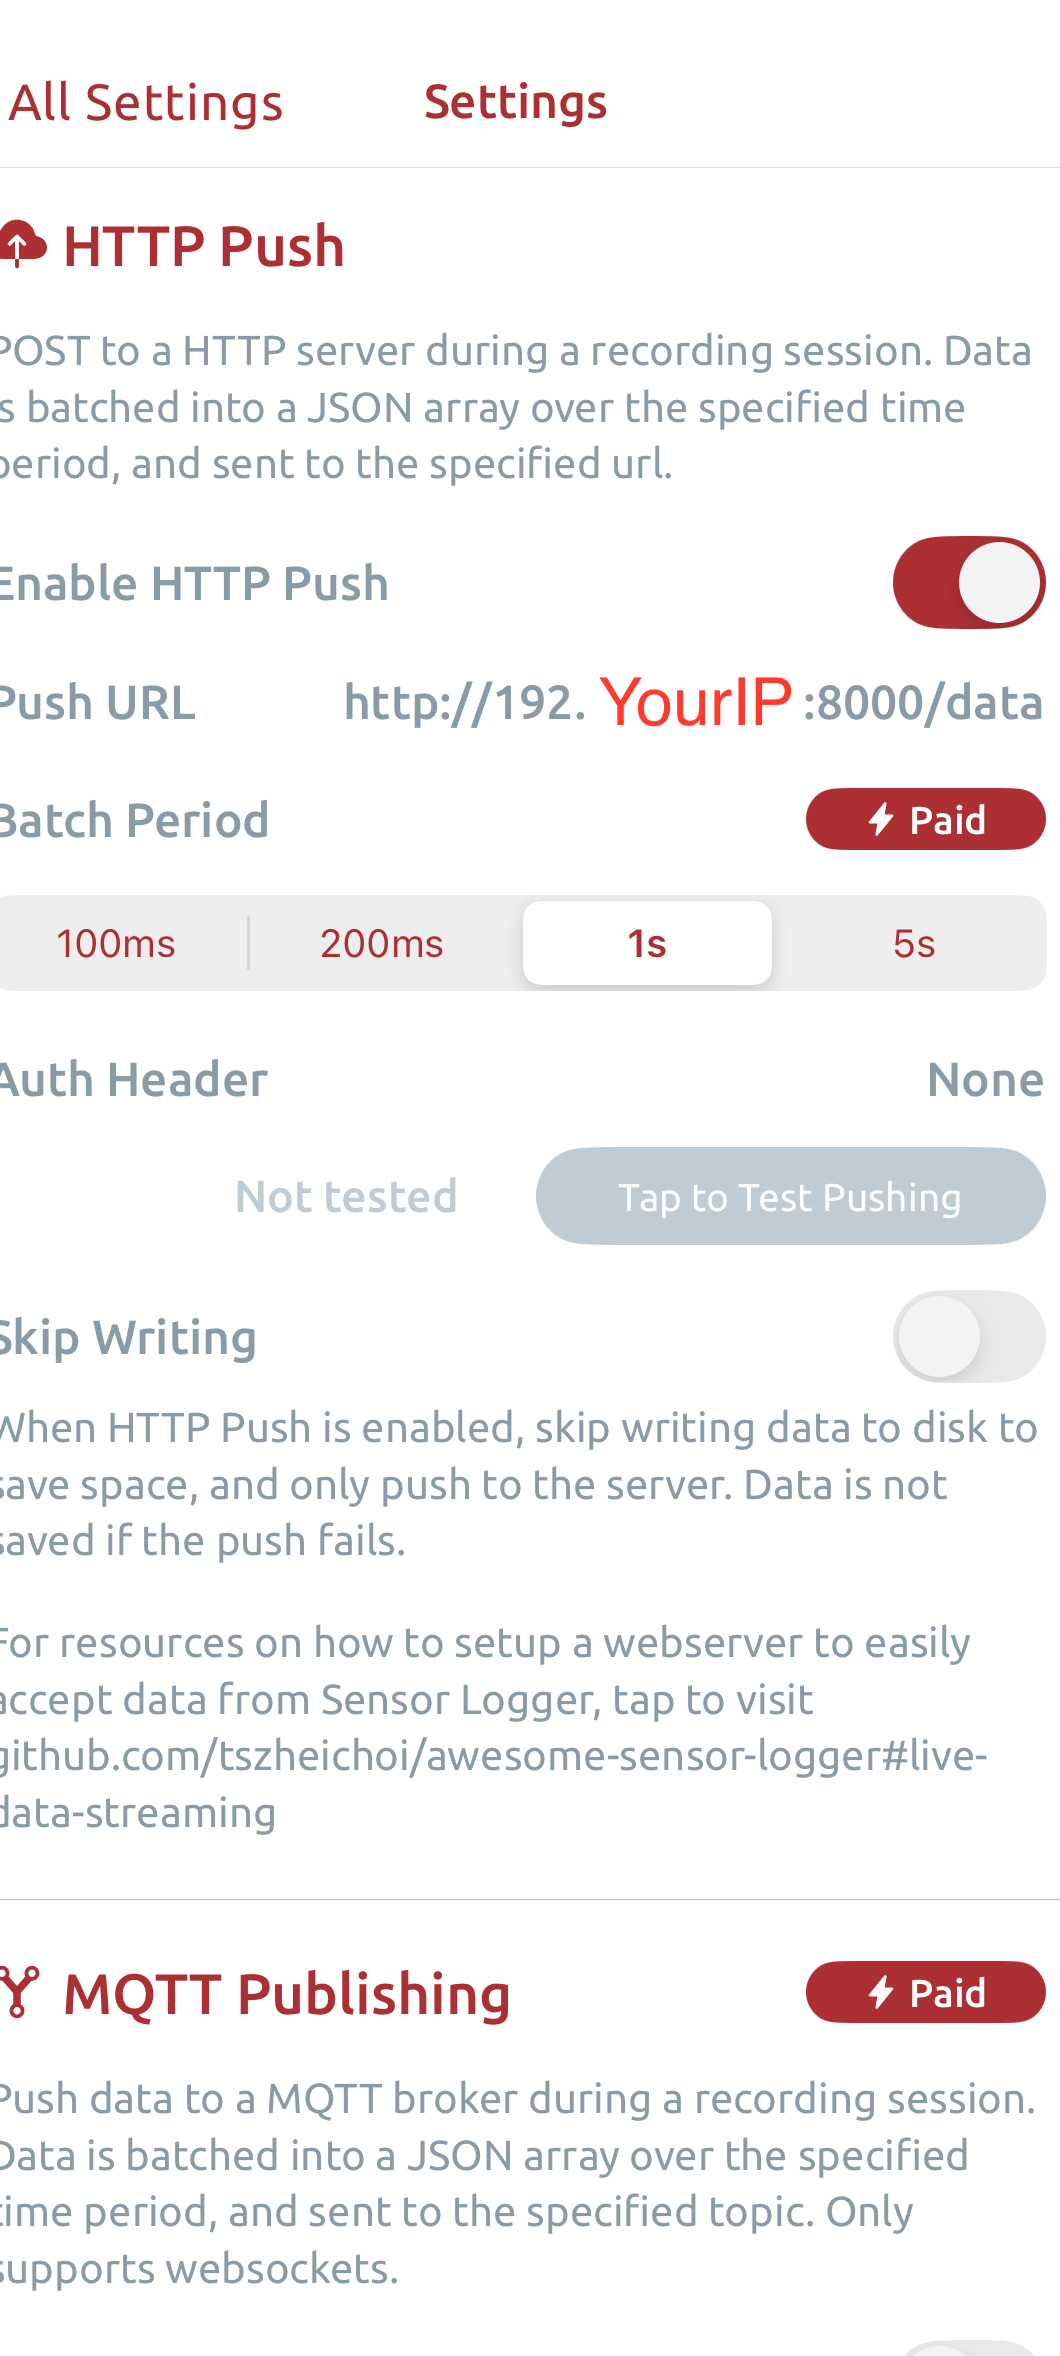 All Settings
Settings
HTTP Push
POST to a HTTP server during a recording session. Data
is batched into a JSON array over the specified time
period, and sent to the specified url.
Enable HTTP Push
Push URL http://192. YourIP :8000/data
Batch Period Paid
100ms 200ms 1s 5s
Auth Header None
Not tested Tap to Test Pushing
Skip Writing
When HTTP Push is enabled, skip writing data to disk to
save space, and only push to the server. Data is not
saved if the push fails.
For resources on how to setup a webserver to easily
accept data from Sensor Logger, tap to visit
github.com/tszheichoi/awesome-sensor-logger#live-
data-streaming
MQTT Publishing Paid
Push data to a MQTT broker during a recording session.
Data is batched into a JSON array over the specified
time period, and sent to the specified topic. Only
supports websockets.